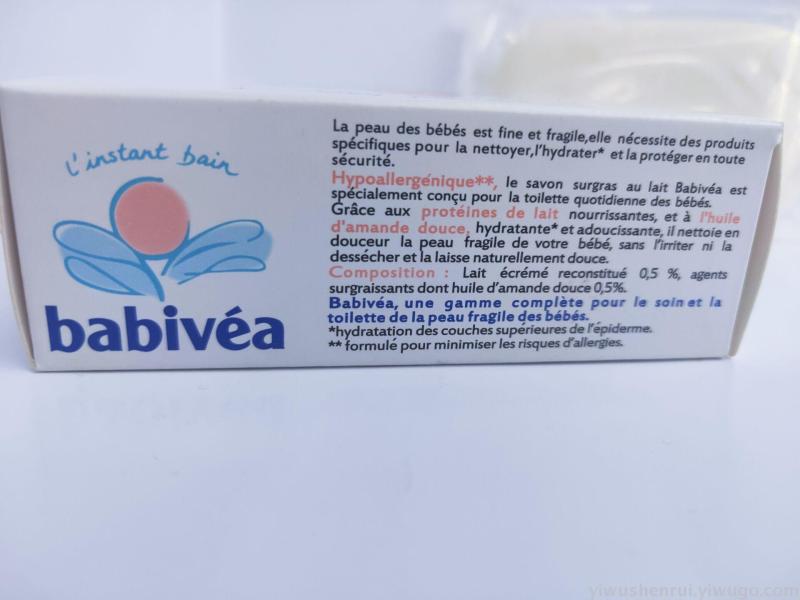 l'instant bain
babivéa
La peau des bébés est fine et fragile,elle nécessite des produits
spécifiques pour la nettoyer,l'hydrater* et la protéger en toute
sécurité.
Hypoallergénique**, le savon surgras au lait Babivéa est
spécialement conçu pour la toilette quotidienne des bébés.
Grâce aux protéines de lait nourrissantes, et à l'huile
d'amande douce, hydratante* et adoucissante, il nettoie en
douceur la peau fragile de votre bébé, sans l'irriter ni la
dessécher et la laisse naturellement douce.
Composition : Lait écrémé reconstitué 0,5 %, agents
surgraissants dont huile d'amande douce 0,5%.
Babivéa, une gamme complète pour le soin et la
toilette de la peau fragile des bébés.
*hydratation des couches supérieures de l'épiderme.
** formulé pour minimiser les risques d'allergies.
yiwushenrui.yiwugo.com